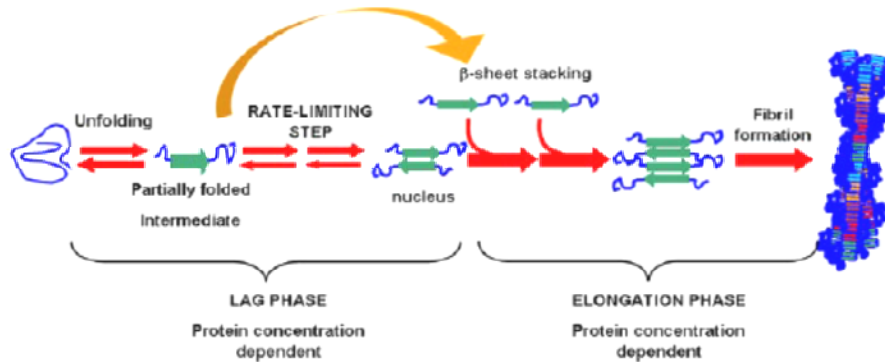 β-sheet stacking
Unfolding
RATE-LIMITING
STEP
Fibril
formation
Partially folded
Intermediate
nucleus
LAG PHASE
Protein concentration
dependent
ELONGATION PHASE
Protein concentration
dependent